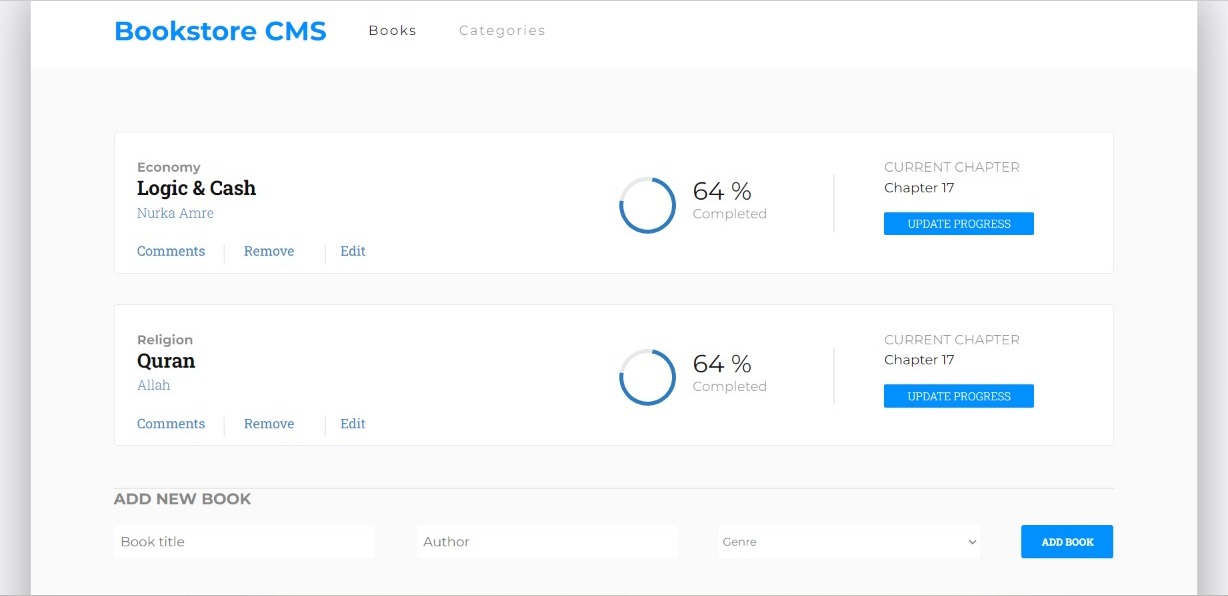 Bookstore CMS Books Categories
Economy
Logic & Cash
Nurka Amre
Comments Remove Edit
64 %
Completed
CURRENT CHAPTER
Chapter 17
UPDATE PROGRESS
Religion
Quran
Allah
Comments Remove Edit
64 %
Completed
CURRENT CHAPTER
Chapter 17
UPDATE PROGRESS
ADD NEW BOOK
Book title Author Genre ADD BOOK